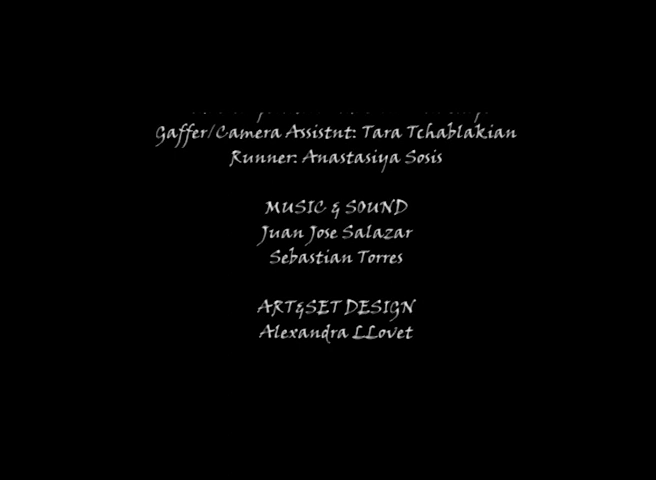 Gaffer/Camera Assistnt: Tara Tchablakian
Runner: Anastasiya Sosis
MUSIC & SOUND
Juan Jose Salazar
Sebastian Torres
ART&SET DESIGN
Alexandra LLovet